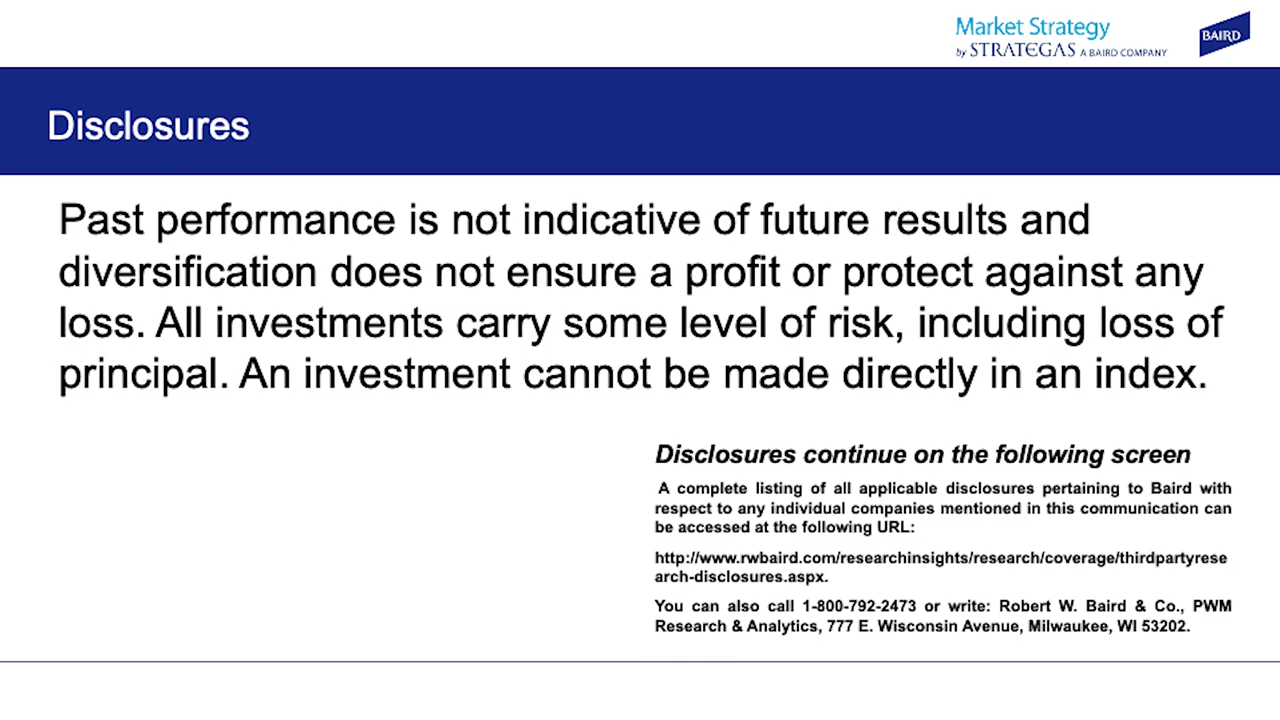 Market Strategy
by STRATEGAS A BAIRD COMPANY
BAIRD
Disclosures
Past performance is not indicative of future results and
diversification does not ensure a profit or protect against any
loss. All investments carry some level of risk, including loss of
principal. An investment cannot be made directly in an index.
Disclosures continue on the following screen
A complete listing of all applicable disclosures pertaining to Baird with
respect to any individual companies mentioned in this communication can
be accessed at the following URL:
http://www.rwbaird.com/researchinsights/research/coverage/thirdpartyrese
arch-disclosures.aspx.
You can also call 1-800-792-2473 or write: Robert W. Baird & Co., PWM
Research & Analytics, 777 E. Wisconsin Avenue, Milwaukee, WI 53202.